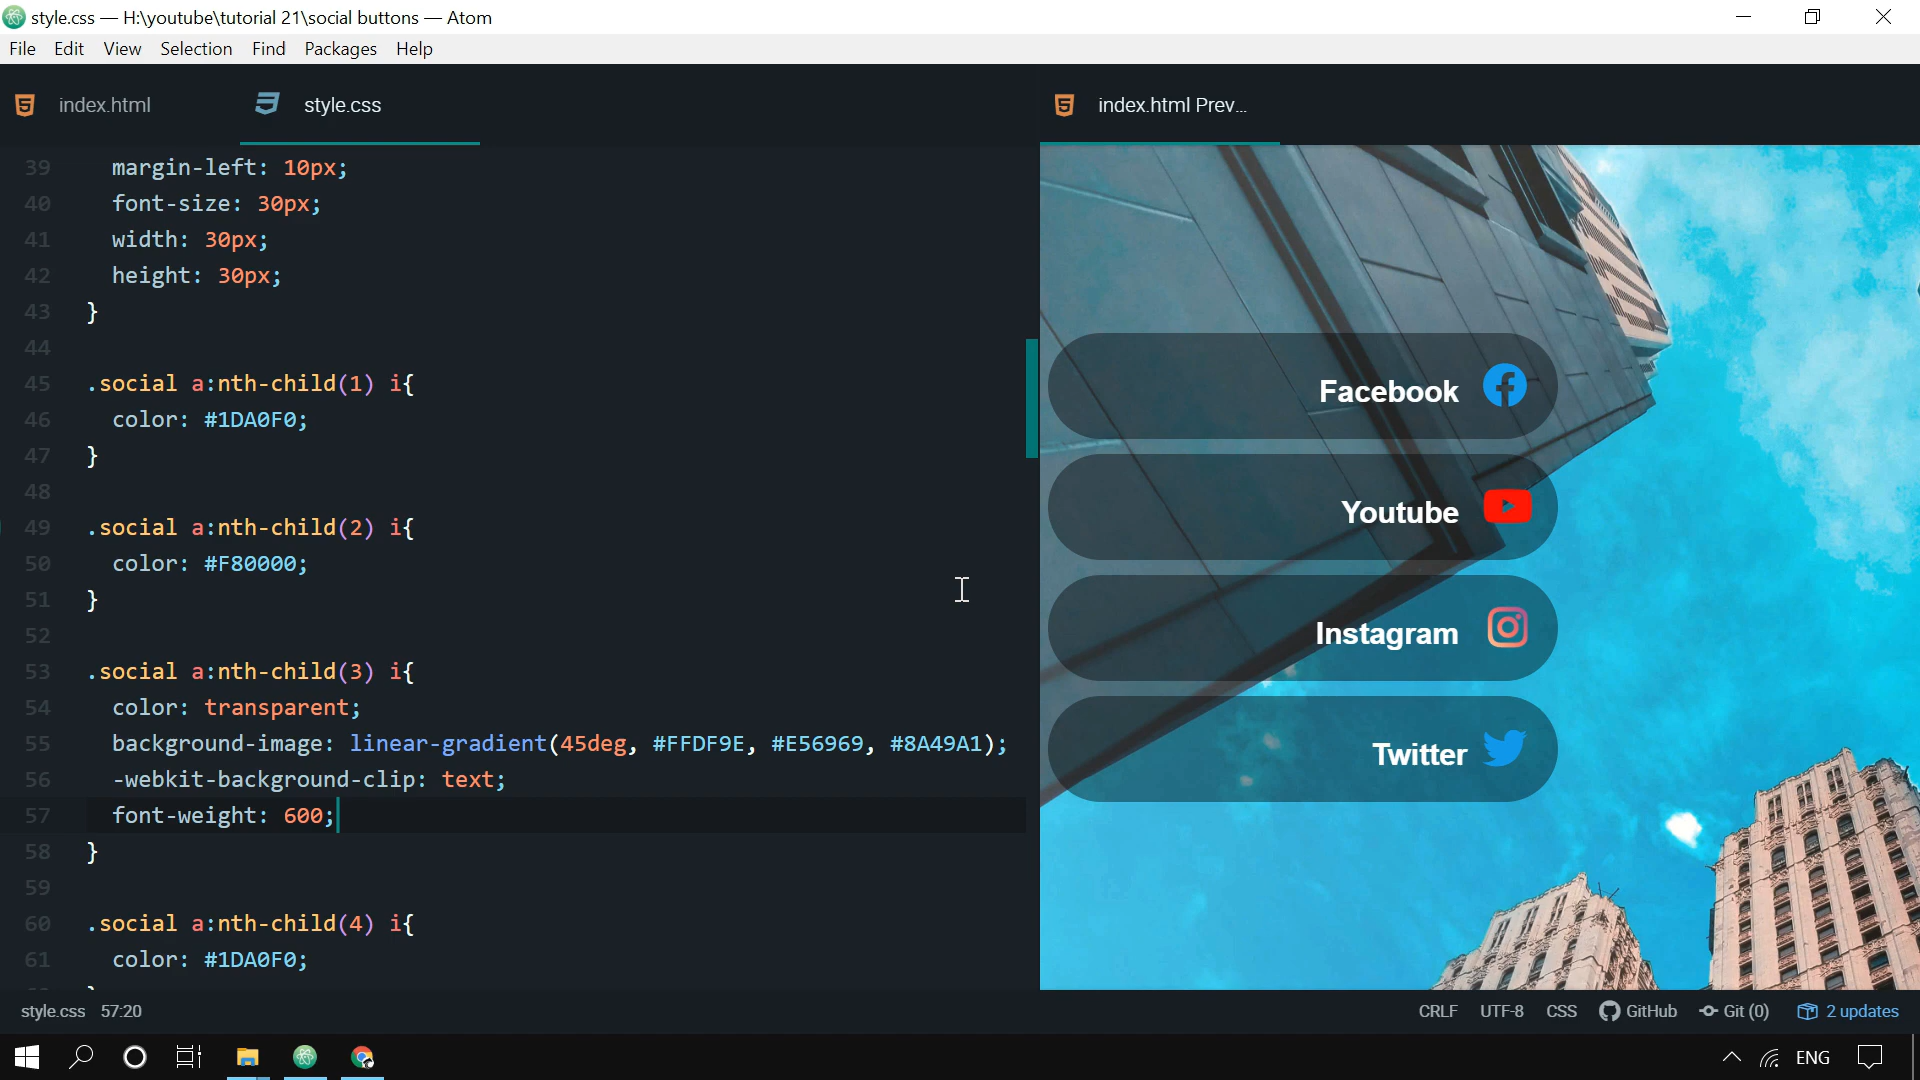 style.css — H:\youtube\tutorial 21\social buttons — Atom
File Edit View Selection Find Packages Help
index.html
style.css
index.html Prev...
39 margin-left: 10px;
40 font-size: 30px;
41 width: 30px;
42 height: 30px;
43 }
44
45 .social a:nth-child(1) i{
46 color: #1DA0F0;
47 }
48
49 .social a:nth-child(2) i{
50 color: #F80000;
51 }
52
53 .social a:nth-child(3) i{
54 color: transparent;
55 background-image: linear-gradient(45deg, #FFDF9E, #E56969, #8A49A1);
56 -webkit-background-clip: text;
57 font-weight: 600;
58 }
59
60 .social a:nth-child(4) i{
61 color: #1DA0F0;
Facebook
Youtube
Instagram
Twitter
style.css 57:20
CRLF UTF-8 CSS GitHub Git (0) 2 updates
ENG